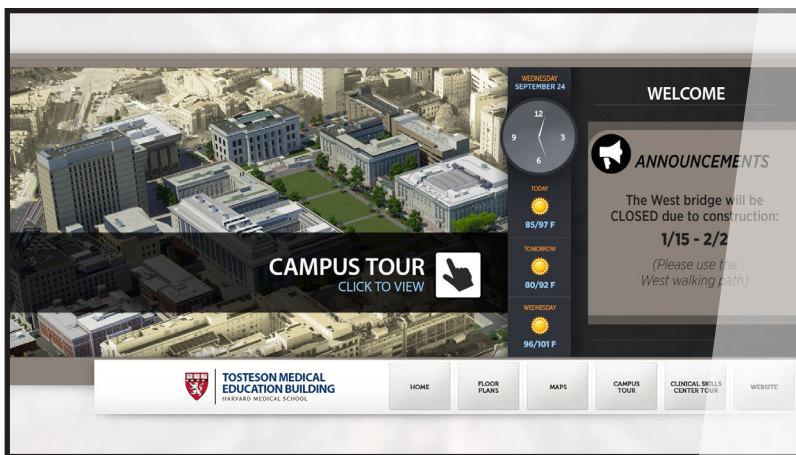 WEDNESDAY
SEPTEMBER 24
12
9
3
6
TODAY
85/97 F
TOMORROW
80/92 F
WEDNESDAY
96/101 F
WELCOME
ANNOUNCEMENTS
The West bridge will be
CLOSED due to construction:
1/15 - 2/2
(Please use the
West walking path)
CAMPUS TOUR
CLICK TO VIEW
TOSTESON MEDICAL
EDUCATION BUILDING
HARVARD MEDICAL SCHOOL
HOME
FLOOR
PLANS
MAPS
CAMPUS
TOUR
CLINICAL SKILLS
CENTER TOUR
WEBSITE